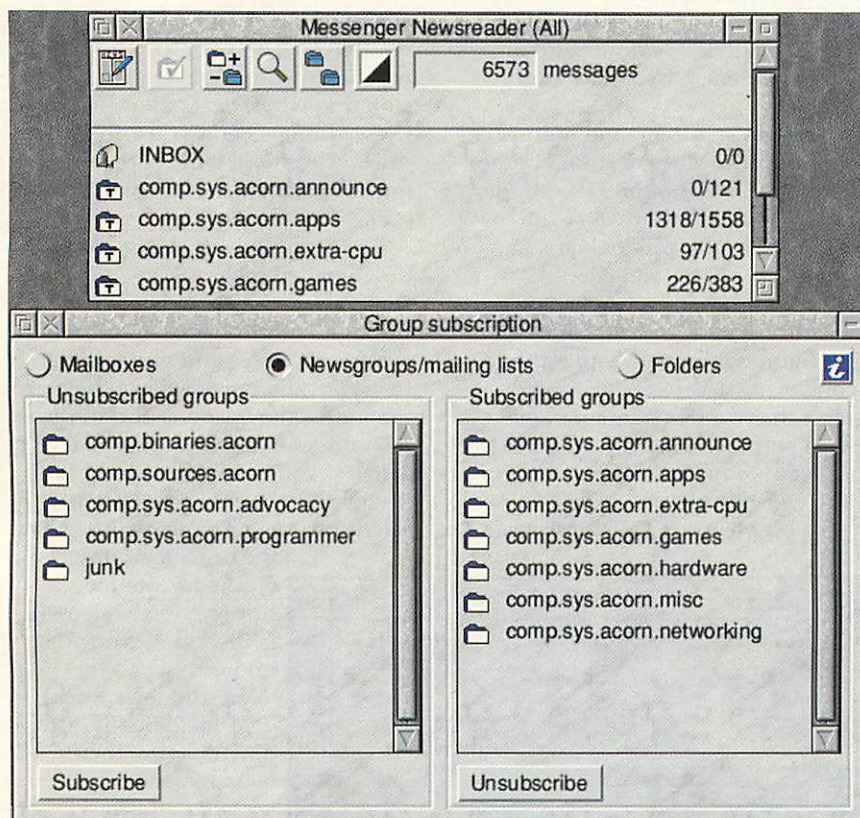 Messenger Newsreader (All)
6573 messages
INBOX 0/0
comp.sys.acorn.announce 0/121
comp.sys.acorn.apps 1318/1558
comp.sys.acorn.extra-cpu 97/103
comp.sys.acorn.games 226/383
Group subscription
Mailboxes Newsgroups/mailing lists Folders i
Unsubscribed groups
comp.binaries.acorn
comp.sources.acorn
comp.sys.acorn.advocacy
comp.sys.acorn.programmer
junk
Subscribe
Subscribed groups
comp.sys.acorn.announce
comp.sys.acorn.apps
comp.sys.acorn.extra-cpu
comp.sys.acorn.games
comp.sys.acorn.hardware
comp.sys.acorn.misc
comp.sys.acorn.networking
Unsubscribe